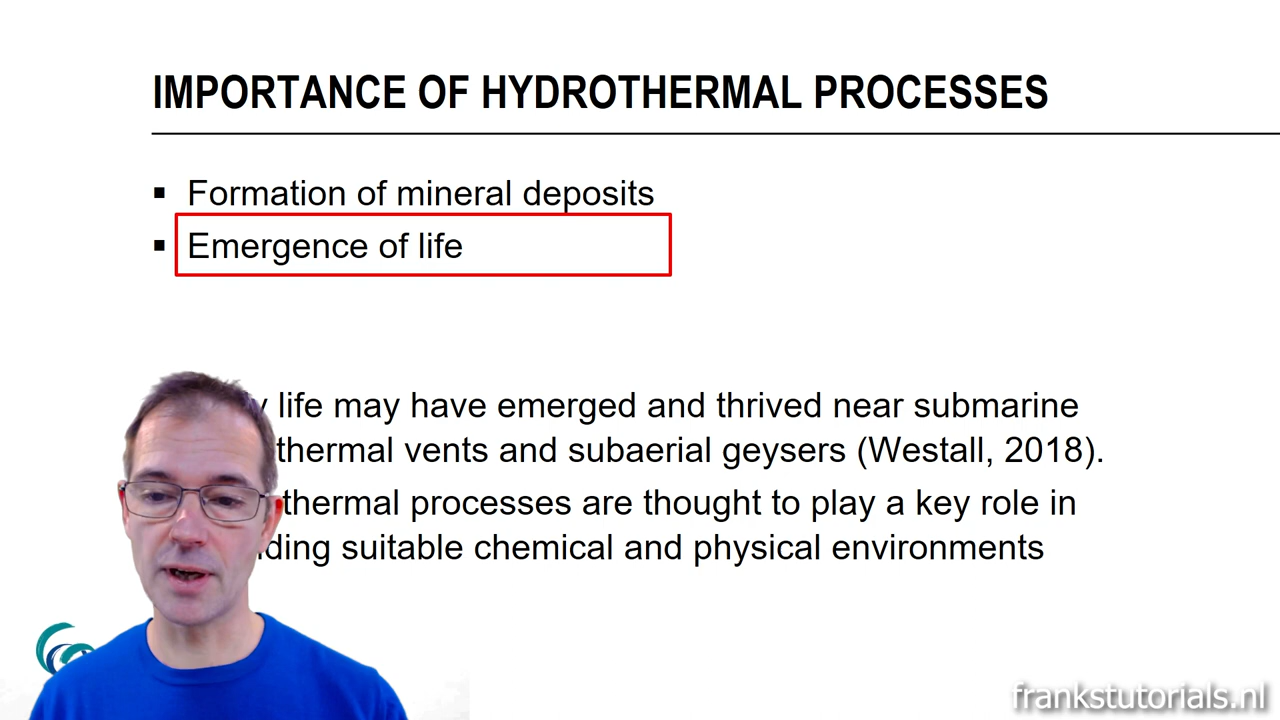 IMPORTANCE OF HYDROTHERMAL PROCESSES
Formation of mineral deposits
Emergence of life
life may have emerged and thrived near submarine
thermal vents and subaerial geysers (Westall, 2018).
thermal processes are thought to play a key role in
suitable chemical and physical environments
frankstutorials.nl